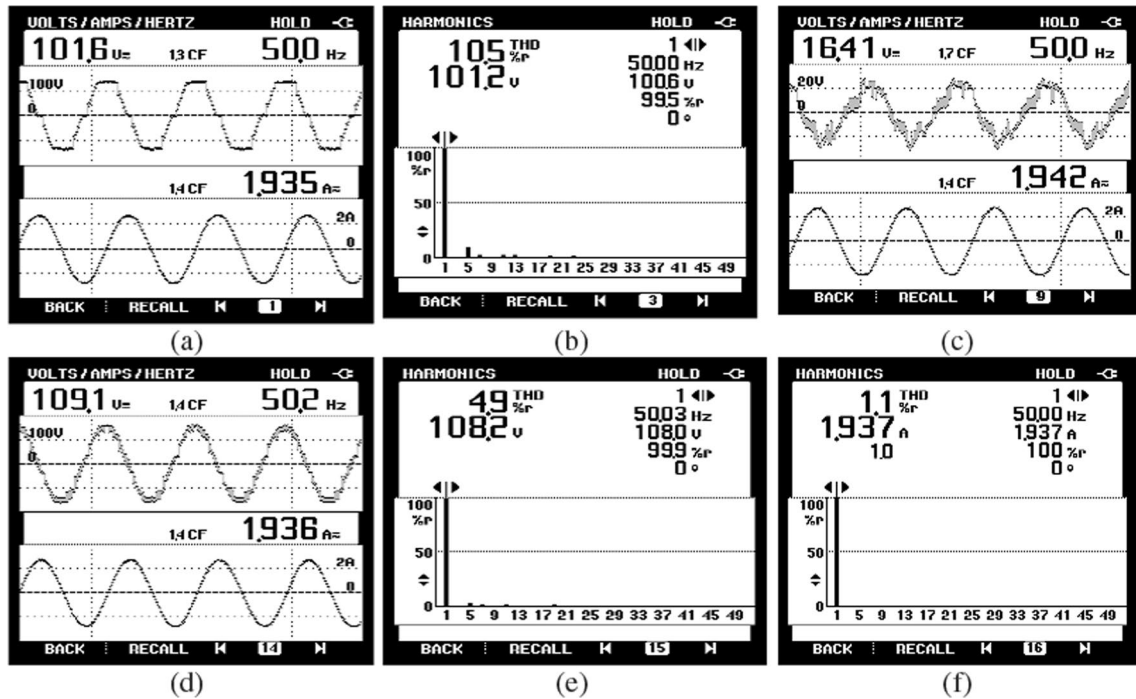 VOLTS/AMPS/HERTZ HOLD
101.6 V≂ 1.3 CF 50.0 Hz
100V
0
1.4 CF 1.935 A≂
2A
0
BACK RECALL 1
(a)
HARMONICS HOLD
10.5 THD %r 1
101.2 V 50.00 Hz
100.6 V
99.5 %r
0 °
100
%r
50
0
1 5 9 13 17 21 25 29 33 37 41 45 49
BACK RECALL 3
(b)
VOLTS/AMPS/HERTZ HOLD
16.41 V≂ 1.7 CF 50.0 Hz
20V
0
1.4 CF 1.942 A≂
2A
0
BACK RECALL 9
(c)
VOLTS/AMPS/HERTZ HOLD
109.1 V≂ 1.4 CF 50.2 Hz
100V
0
1.4 CF 1.936 A≂
2A
0
BACK RECALL 14
(d)
HARMONICS HOLD
4.9 THD %r 1
108.2 V 50.03 Hz
108.0 V
99.9 %r
0 °
100
%r
50
0
1 5 9 13 17 21 25 29 33 37 41 45 49
BACK RECALL 15
(e)
HARMONICS HOLD
1.1 THD %r 1
1.937 A 50.00 Hz
1.0 1.937 A
100 %r
0 °
100
%r
50
0
1 5 9 13 17 21 25 29 33 37 41 45 49
BACK RECALL 16
(f)